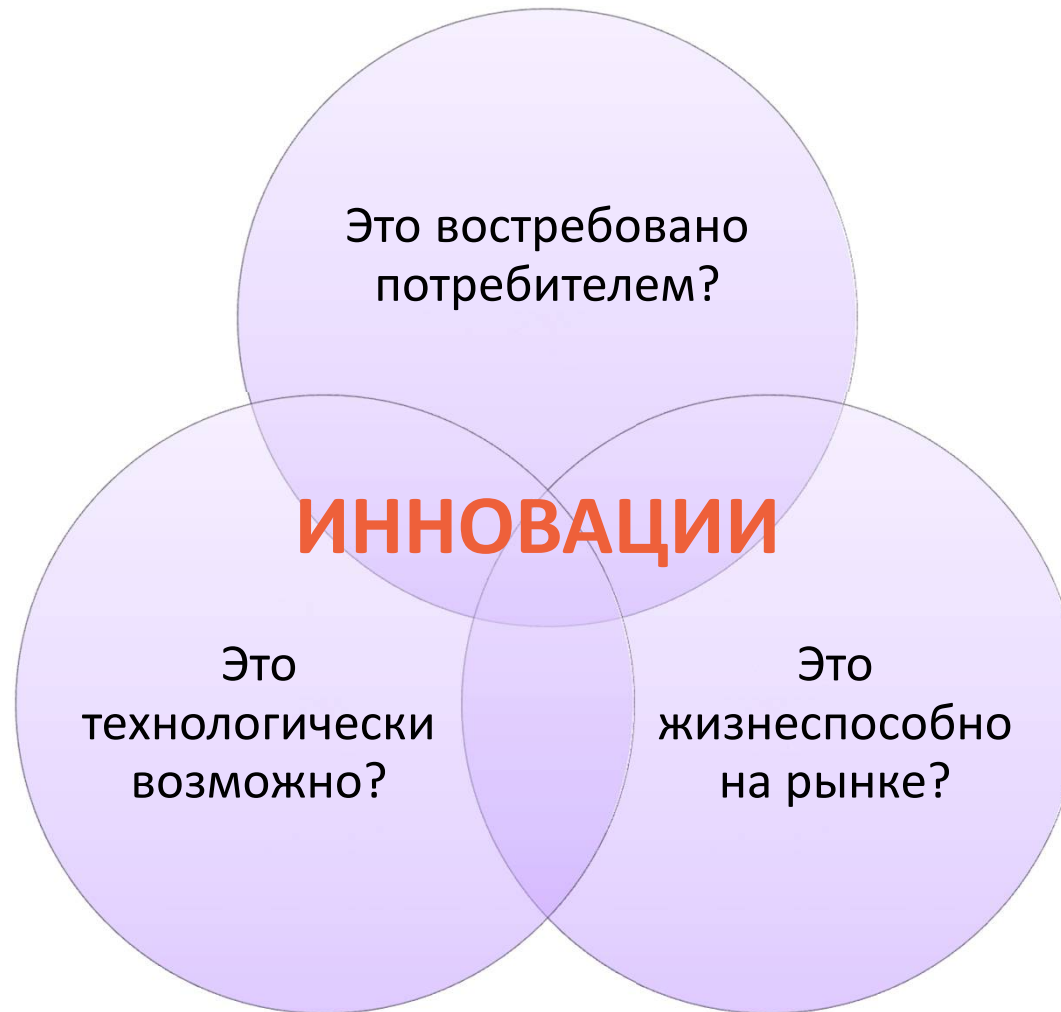 Это востребовано
потребителем?
ИННОВАЦИИ
Это
технологически
возможно?
Это
жизнеспособно
на рынке?